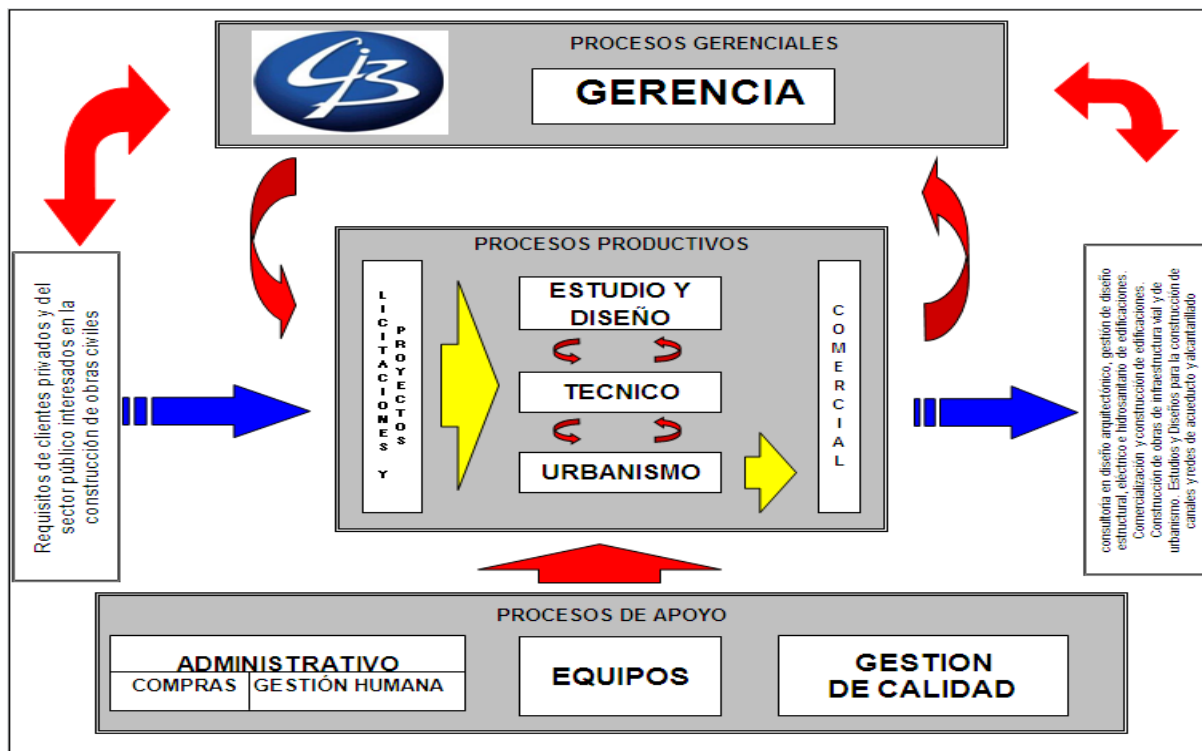 PROCESOS GERENCIALES
GERENCIA
Requisitos de clientes privados y del
sector público interesados en la
construcción de obras civiles
PROCESOS PRODUCTIVOS
LICITACIONES Y
PROYECTOS
ESTUDIO Y
DISEÑO
TECNICO
URBANISMO
COMERCIAL
consultoria en diseño arquitectónico, gestión de diseño
estructural, eléctrico e hidrosanitario de edificaciones.
Comercialización y construcción de edificaciones.
Construcción de obras de infraestructura vial y de
urbanismo. Estudios y Diseños para la construcción de
canales y redes de acueducto y alcantarillado
PROCESOS DE APOYO
ADMINISTRATIVO
COMPRAS
GESTIÓN HUMANA
EQUIPOS
GESTION
DE CALIDAD